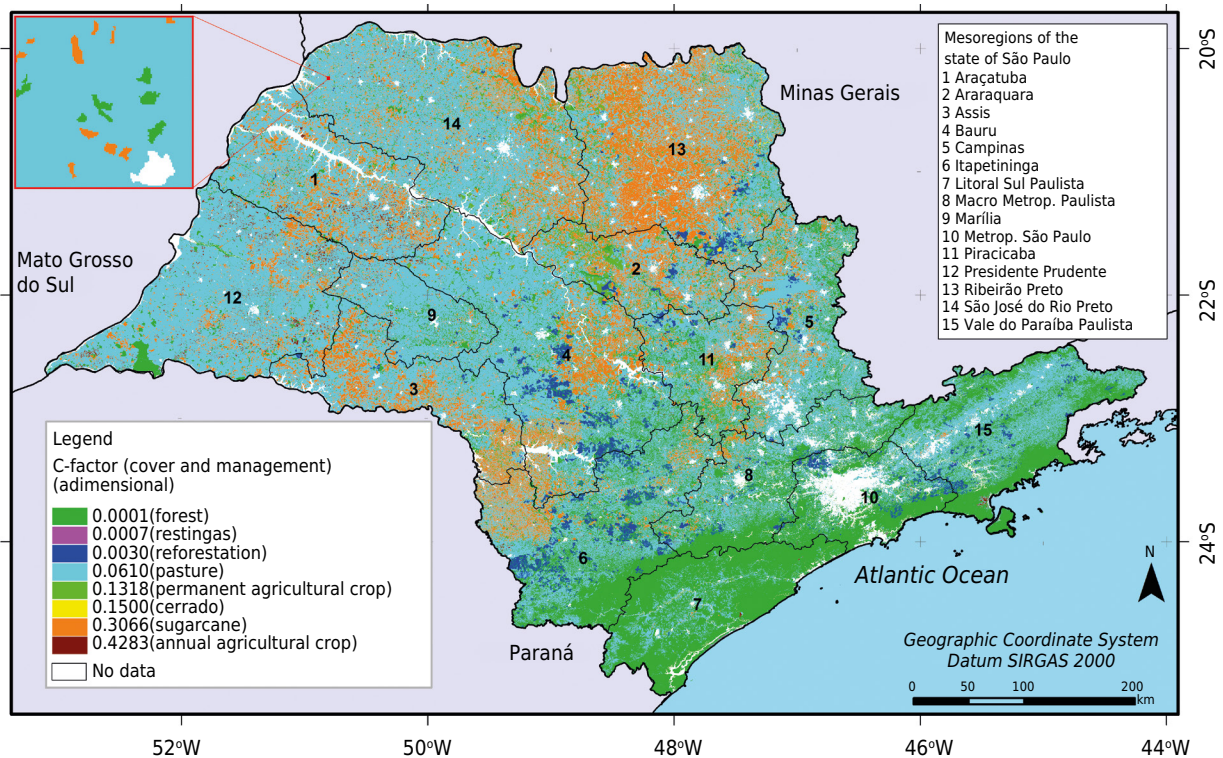 Mesoregions of the
state of São Paulo
1 Araçatuba
2 Araraquara
3 Assis
4 Bauru
5 Campinas
6 Itapetininga
7 Litoral Sul Paulista
8 Macro Metrop. Paulista
9 Marília
10 Metrop. São Paulo
11 Piracicaba
12 Presidente Prudente
13 Ribeirão Preto
14 São José do Rio Preto
15 Vale do Paraíba Paulista
20°S
22°S
24°S
Minas Gerais
14
13
1
2
12
9
5
4
11
3
15
8
10
6
7
Mato Grosso
do Sul
Legend
C-factor (cover and management)
(adimensional)
0.0001(forest)
0.0007(restingas)
0.0030(reforestation)
0.0610(pasture)
0.1318(permanent agricultural crop)
0.1500(cerrado)
0.3066(sugarcane)
0.4283(annual agricultural crop)
No data
Paraná
Atlantic Ocean
N
Geographic Coordinate System
Datum SIRGAS 2000
0 50 100 200
km
52°W 50°W 48°W 46°W 44°W